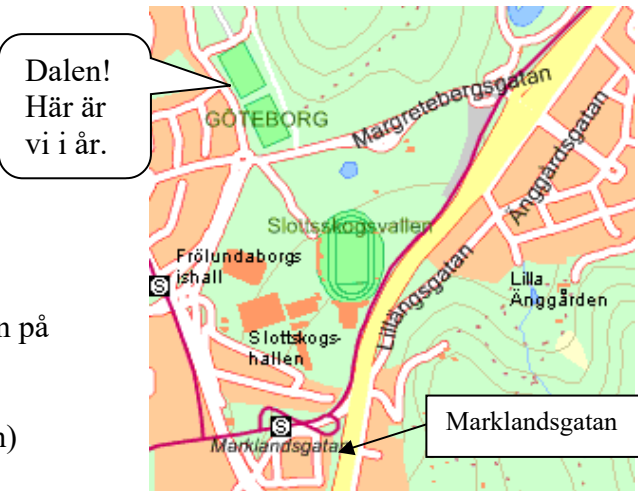 Dalen!
Här är
vi i år.
GÖTEBORG
Margretebergsgatan
Änggårdsgatan
Slottsskogsvallen
Frölundaborgs
ishall
S
Lillängsgatan
Lilla
Änggården
n på
Slottskogs-
hallen
S
Marklandsgatan
Marklandsgatan
n)